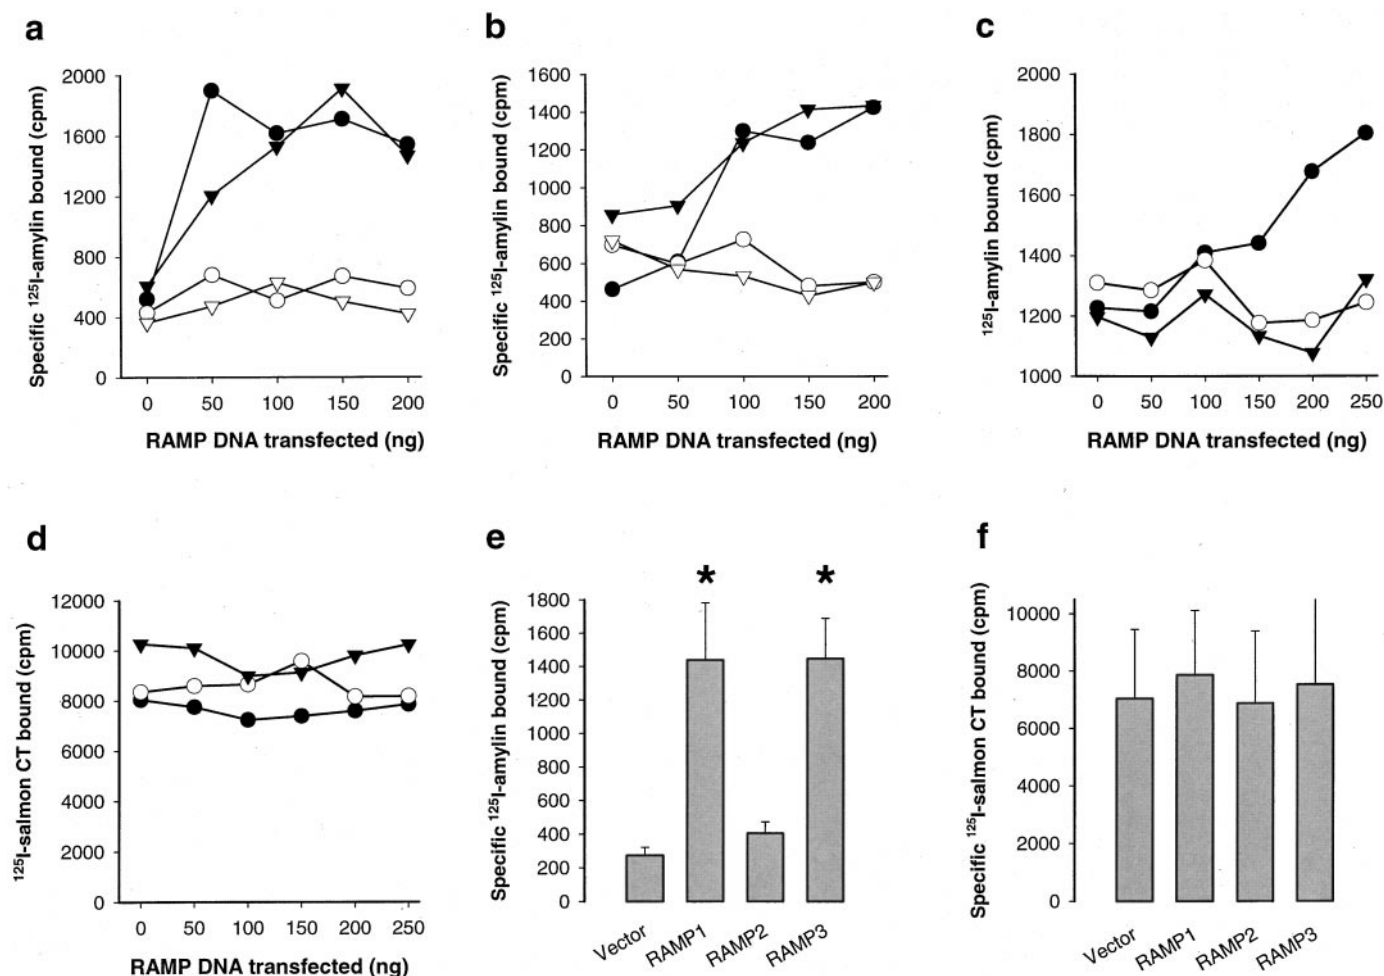 a
Specific ¹²⁵I-amylin bound (cpm)
2000
1600
1200
800
400
0
0 50 100 150 200
RAMP DNA transfected (ng)
b
Specific ¹²⁵I-amylin bound (cpm)
1600
1400
1200
1000
800
600
400
200
0
0 50 100 150 200
RAMP DNA transfected (ng)
c
¹²⁵I-amylin bound (cpm)
2000
1800
1600
1400
1200
1000
0 50 100 150 200 250
RAMP DNA transfected (ng)
d
¹²⁵I-salmon CT bound (cpm)
12000
10000
8000
6000
4000
2000
0
0 50 100 150 200 250
RAMP DNA transfected (ng)
e
Specific ¹²⁵I-amylin bound (cpm)
1800
1600
1400
1200
1000
800
600
400
200
0
* *
Vector RAMP1 RAMP2 RAMP3
f
Specific ¹²⁵I-salmon CT bound (cpm)
10000
8000
6000
4000
2000
0
Vector RAMP1 RAMP2 RAMP3